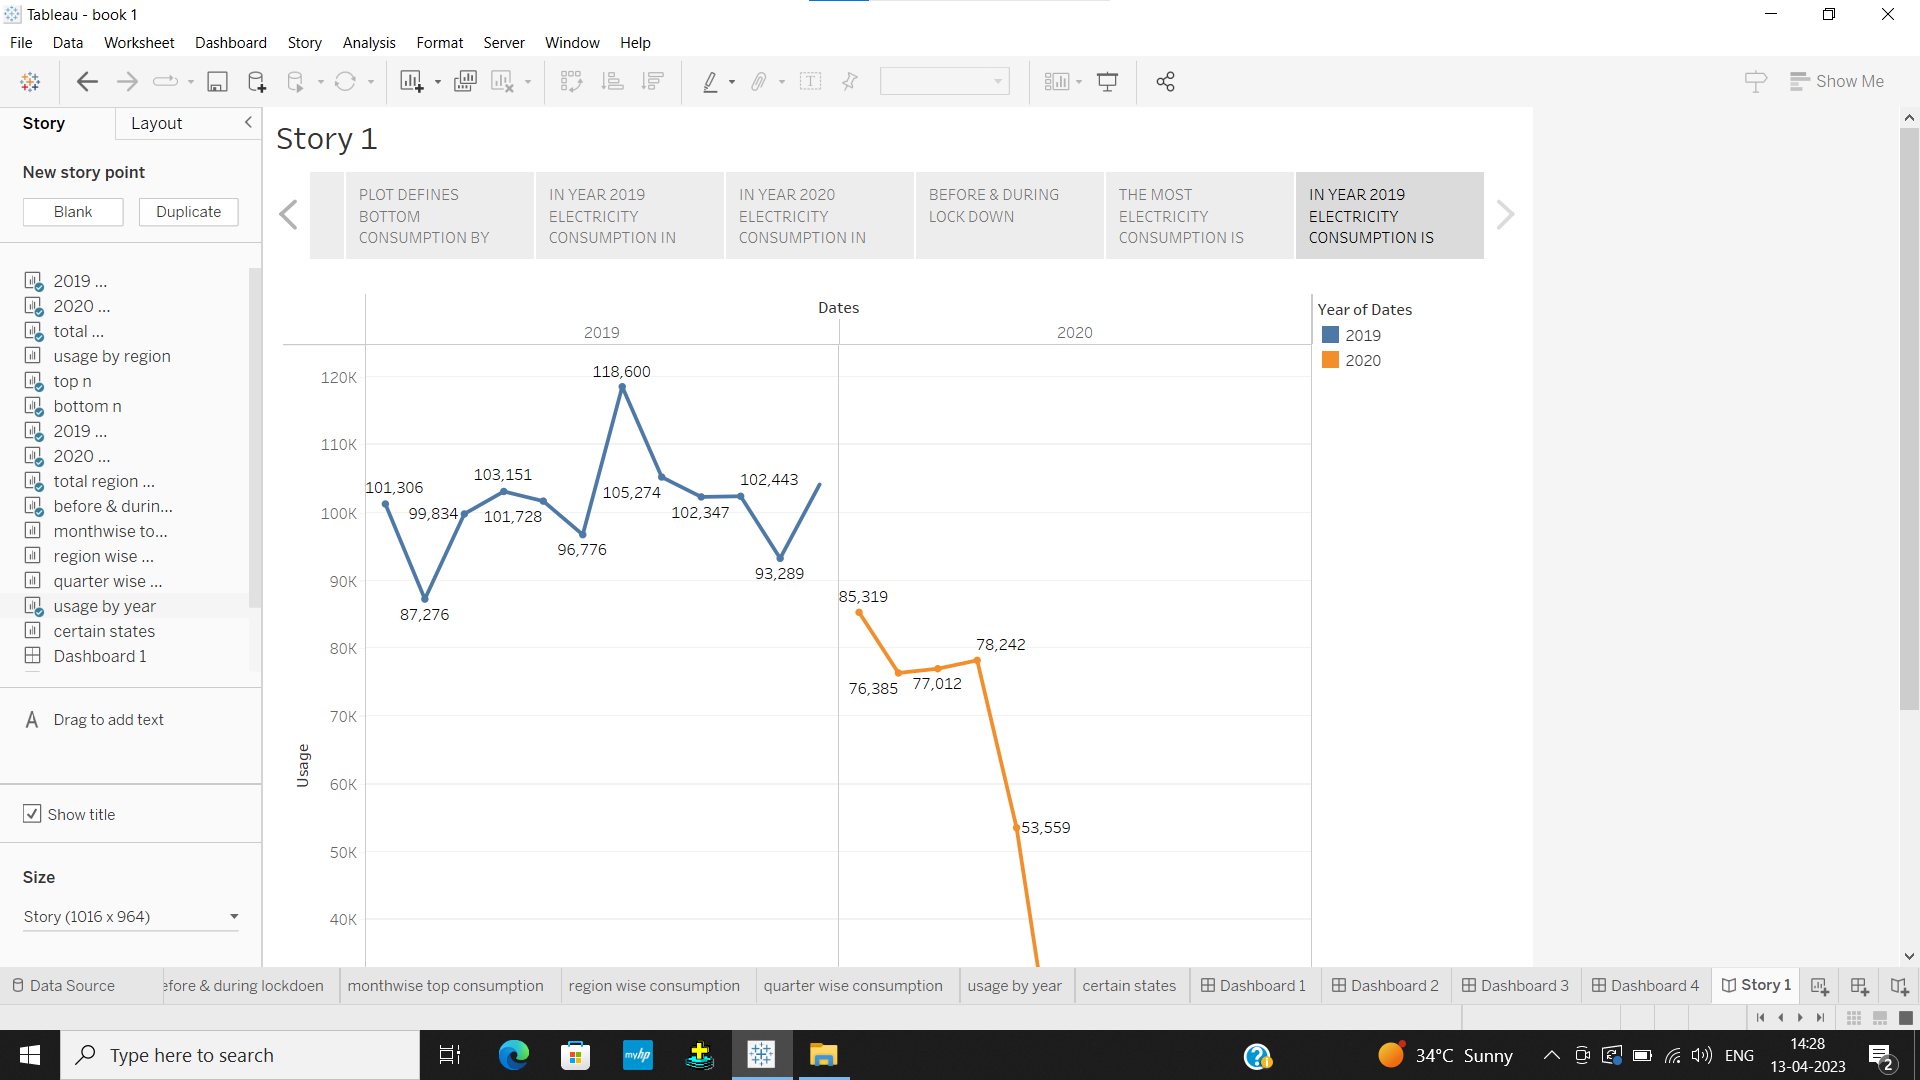 Tableau - book 1
File Data Worksheet Dashboard Story Analysis Format Server Window Help
Show Me
Story Layout
New story point
Blank Duplicate
2019 ...
2020 ...
total ...
usage by region
top n
bottom n
2019 ...
2020 ...
total region ...
before & durin...
monthwise to...
region wise ...
quarter wise ...
usage by year
certain states
Dashboard 1
Drag to add text
Show title
Size
Story (1016 x 964)
Story 1
PLOT DEFINES
BOTTOM
CONSUMPTION BY
IN YEAR 2019
ELECTRICITY
CONSUMPTION IN
IN YEAR 2020
ELECTRICITY
CONSUMPTION IN
BEFORE & DURING
LOCK DOWN
THE MOST
ELECTRICITY
CONSUMPTION IS
IN YEAR 2019
ELECTRICITY
CONSUMPTION IS
Dates
2019 2020
Year of Dates
2019
2020
Usage
120K
110K
100K
90K
80K
70K
60K
50K
40K
101,306
87,276
99,834
103,151
101,728
96,776
118,600
105,274
102,347
102,443
93,289
85,319
76,385
77,012
78,242
53,559
Data Source efore & during lockdoen monthwise top consumption region wise consumption quarter wise consumption usage by year certain states Dashboard 1 Dashboard 2 Dashboard 3 Dashboard 4 Story 1
Type here to search
myhp
34°C Sunny
ENG
14:28
13-04-2023
2